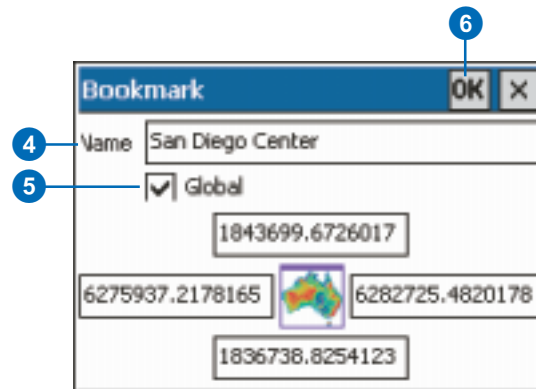 6
Bookmark OK ×
4 Name San Diego Center
5 Global
1843699.6726017
6275937.2178165 6282725.4820178
1836738.8254123